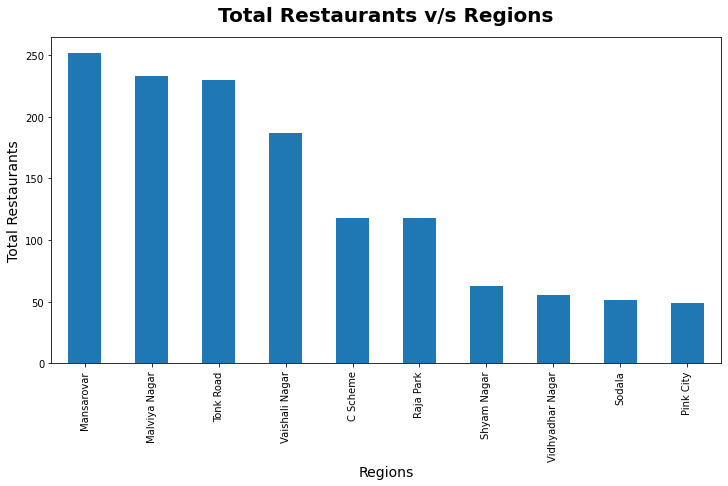 Total Restaurants v/s Regions
250
200
150
100
50
0
Total Restaurants
Mansarovar
Malviya Nagar
Tonk Road
Vaishali Nagar
C Scheme
Raja Park
Shyam Nagar
Vidhyadhar Nagar
Sodala
Pink City
Regions